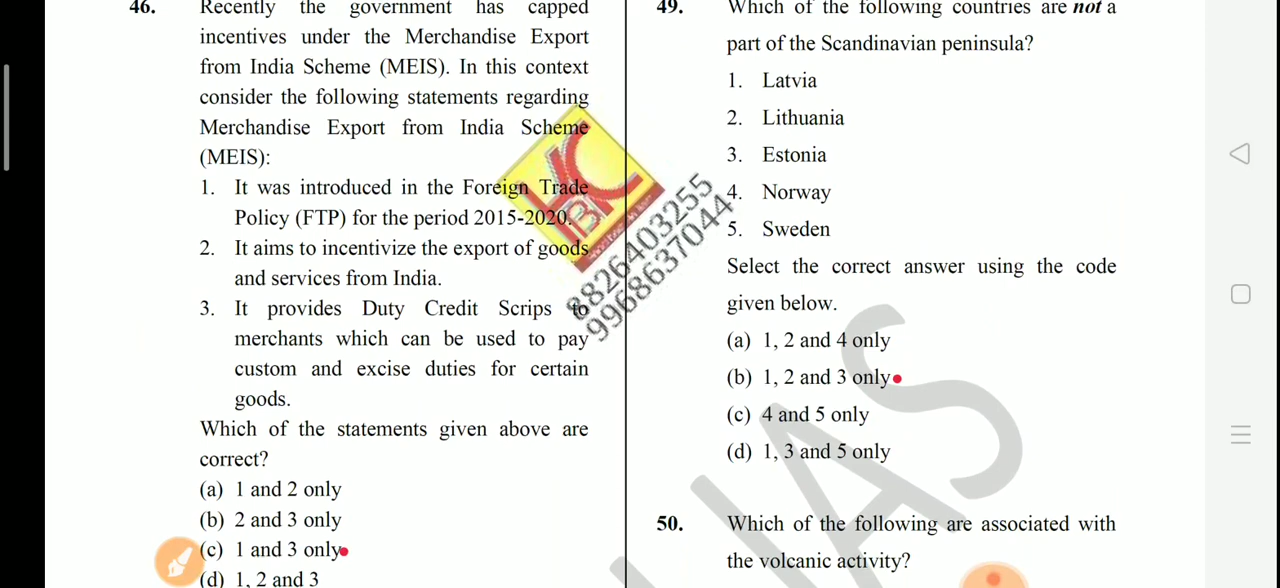 46. Recently the government has capped
incentives under the Merchandise Export
from India Scheme (MEIS). In this context
consider the following statements regarding
Merchandise Export from India Scheme
(MEIS):
1. It was introduced in the Foreign Trade
Policy (FTP) for the period 2015-2020.
2. It aims to incentivize the export of goods
and services from India.
3. It provides Duty Credit Scrips to
merchants which can be used to pay
custom and excise duties for certain
goods.
Which of the statements given above are
correct?
(a) 1 and 2 only
(b) 2 and 3 only
(c) 1 and 3 only
(d) 1, 2 and 3
8826403255
9968637044
49. Which of the following countries are not a
part of the Scandinavian peninsula?
1. Latvia
2. Lithuania
3. Estonia
4. Norway
5. Sweden
Select the correct answer using the code
given below.
(a) 1, 2 and 4 only
(b) 1, 2 and 3 only
(c) 4 and 5 only
(d) 1, 3 and 5 only
50. Which of the following are associated with
the volcanic activity?
IAS